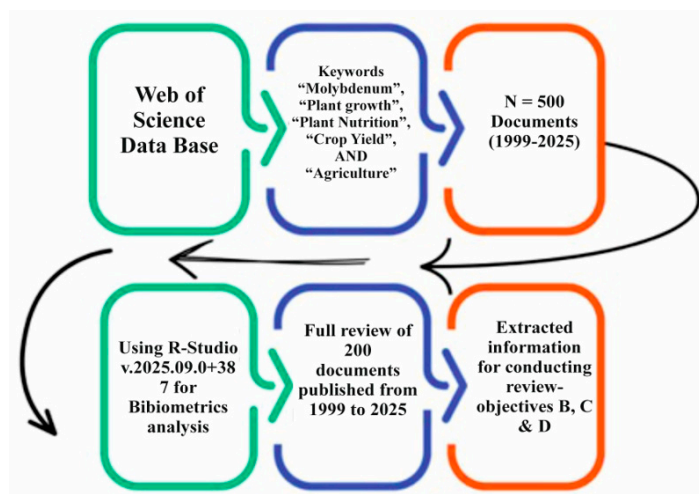 Web of
Science
Data Base
Keywords
“Molybdenum”,
“Plant growth”,
“Plant Nutrition”,
“Crop Yield”,
AND
“Agriculture”
N = 500
Documents
(1999-2025)
Using R-Studio
v.2025.09.0+38
7 for
Bibiometrics
analysis
Full review of
200
documents
published from
1999 to 2025
Extracted
information
for conducting
review-
objectives B, C
& D